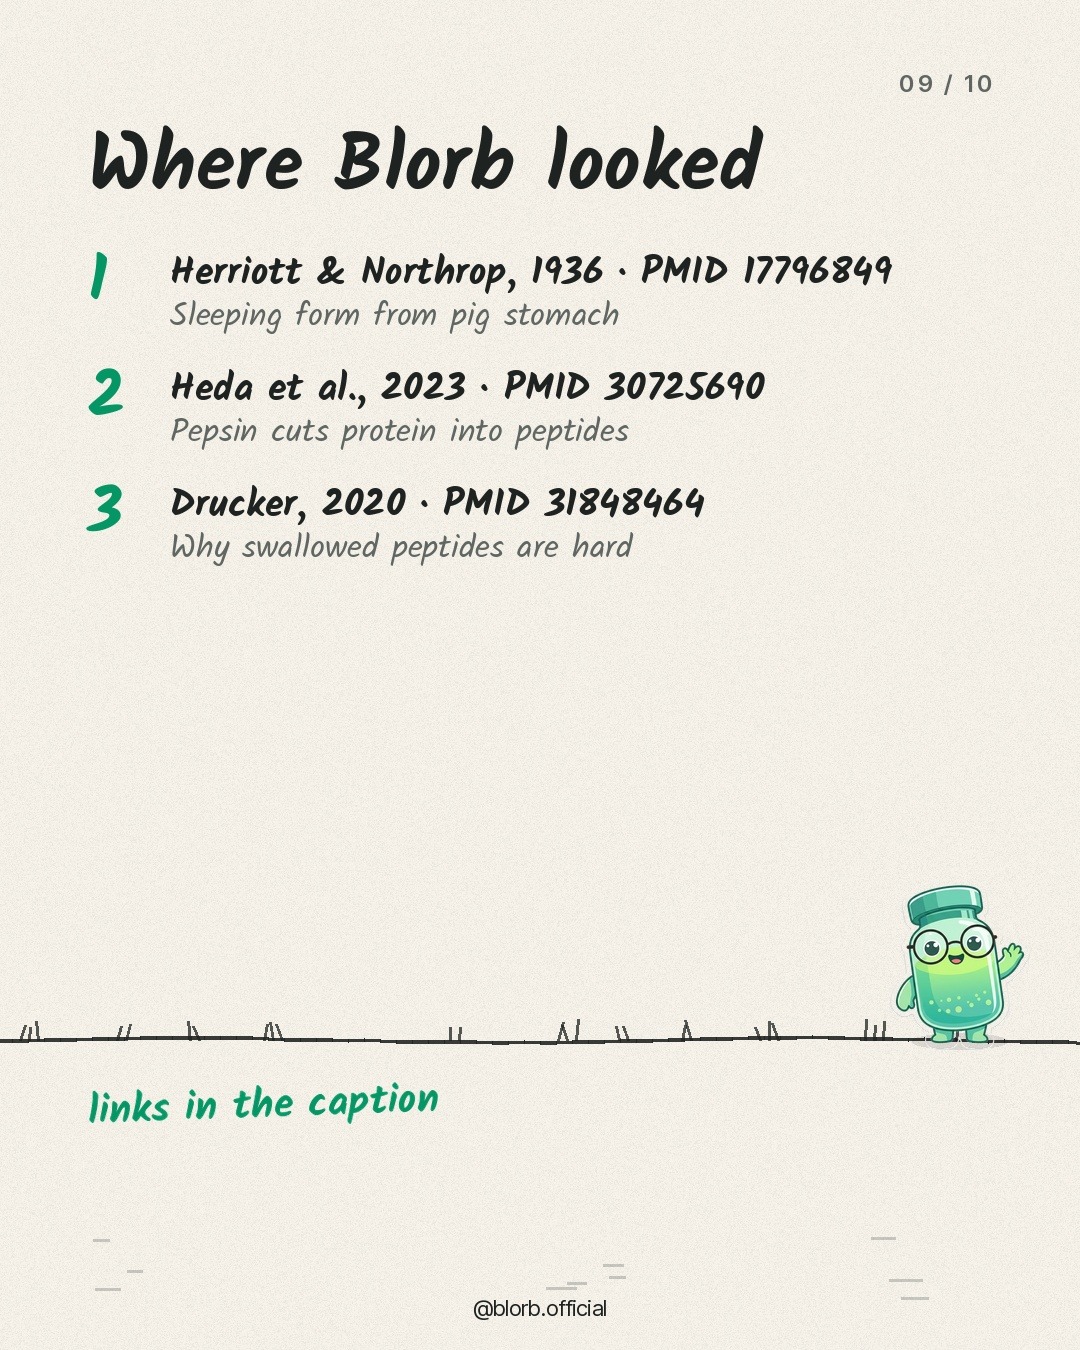 09 / 10
Where Blorb looked
1
Herriott & Northrop, 1936 · PMID 17796849
Sleeping form from pig stomach
2
Heda et al., 2023 · PMID 30725690
Pepsin cuts protein into peptides
3
Drucker, 2020 · PMID 31848464
Why swallowed peptides are hard
links in the caption
@blorb.official